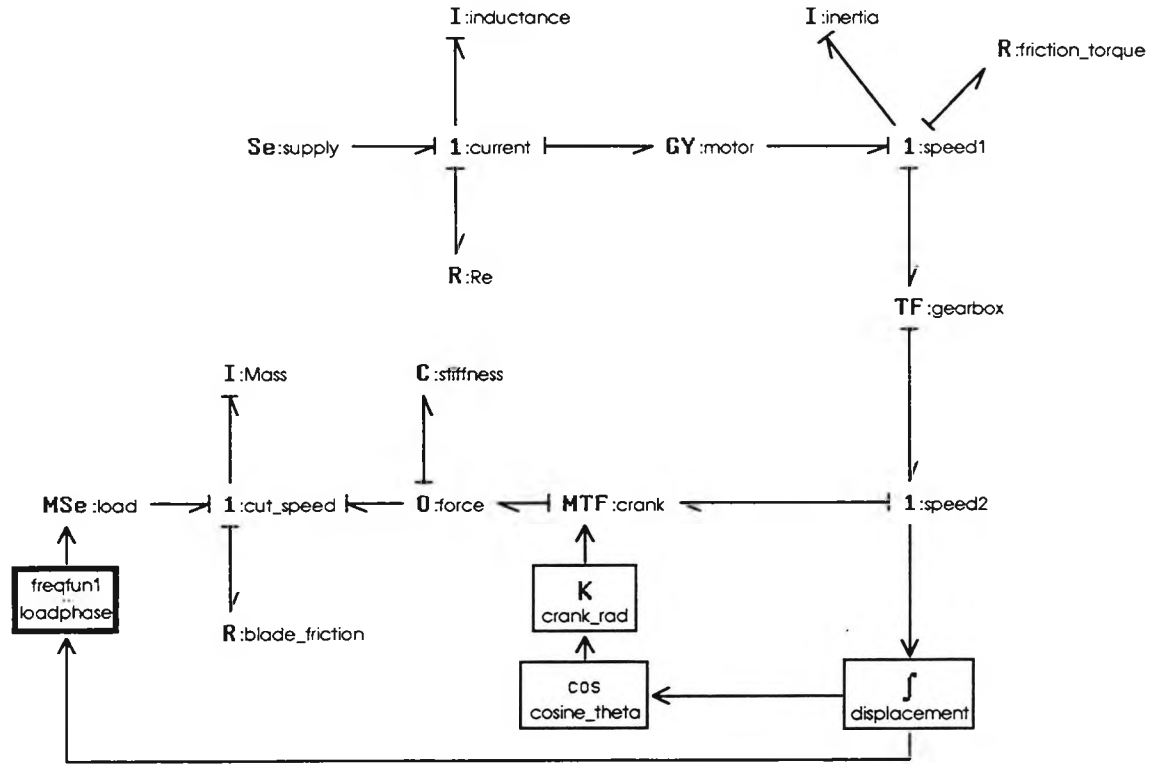 I:inductance
I:inertia
R:friction_torque
Se:supply
1:current
GY:motor
1:speed1
R:Re
TF:gearbox
I:Mass
C:stiffness
MSe:load
1:cut_speed
0:force
MTF:crank
1:speed2
freqfun1
loadphase
K
crank_rad
R:blade_friction
cos
cosine_theta
∫
displacement